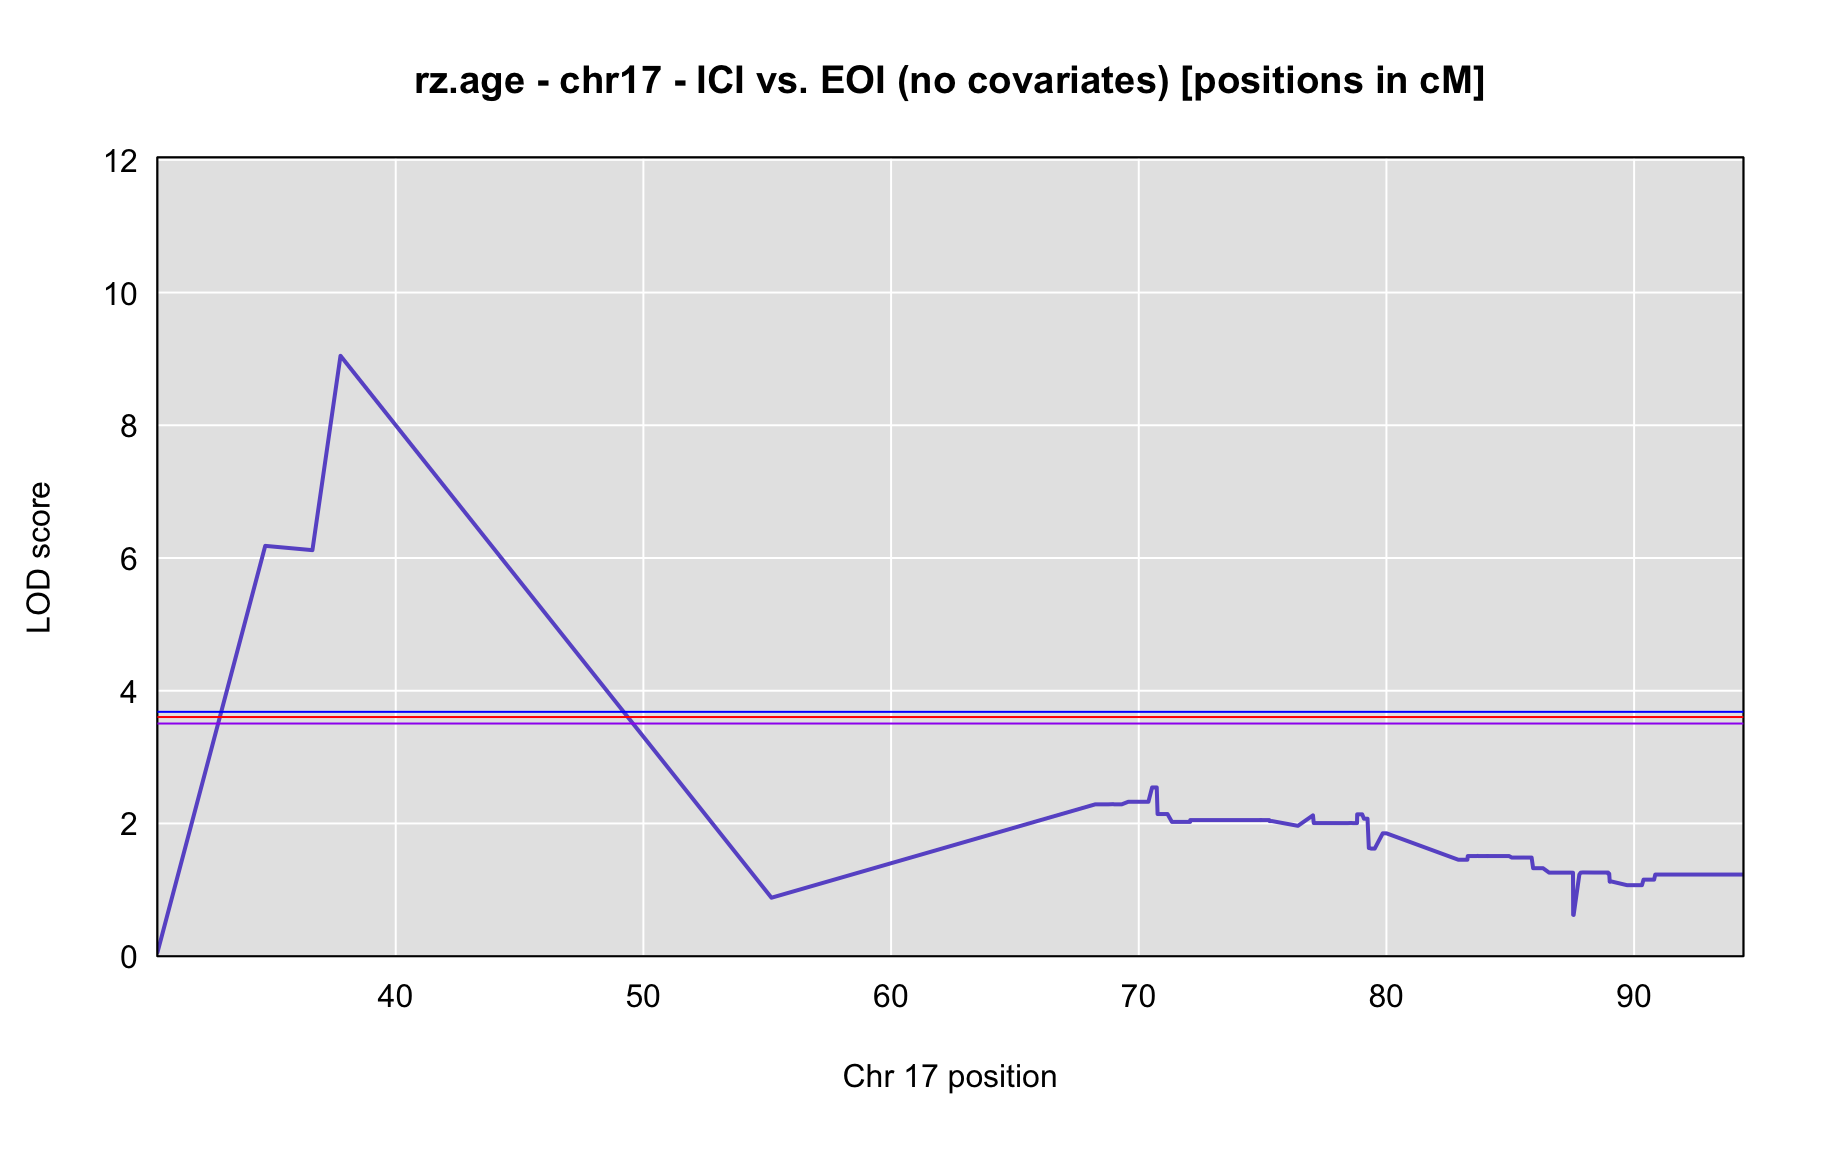 rz.age - chr17 - ICI vs. EOI (no covariates) [positions in cM]
12
10
8
6
4
2
0
LOD score
40 50 60 70 80 90
Chr 17 position